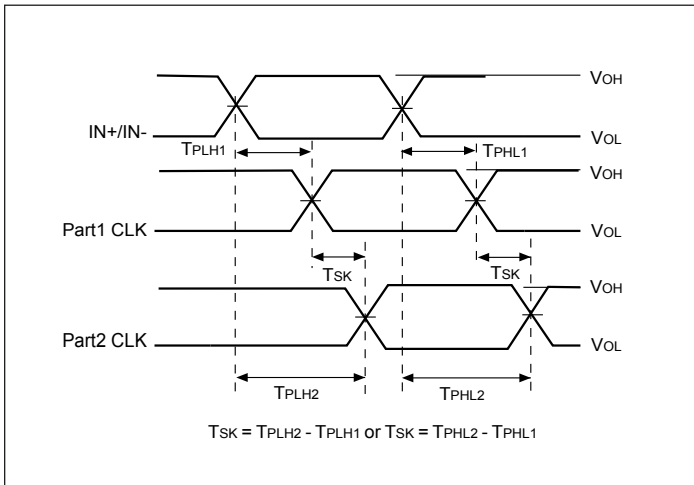 VOH
IN+/IN-
VOL
TPLH1
TPHL1
VOH
Part1 CLK
VOL
TSK
TSK
VOH
Part2 CLK
VOL
TPLH2
TPHL2
TSK = TPLH2 - TPLH1 or TSK = TPHL2 - TPHL1